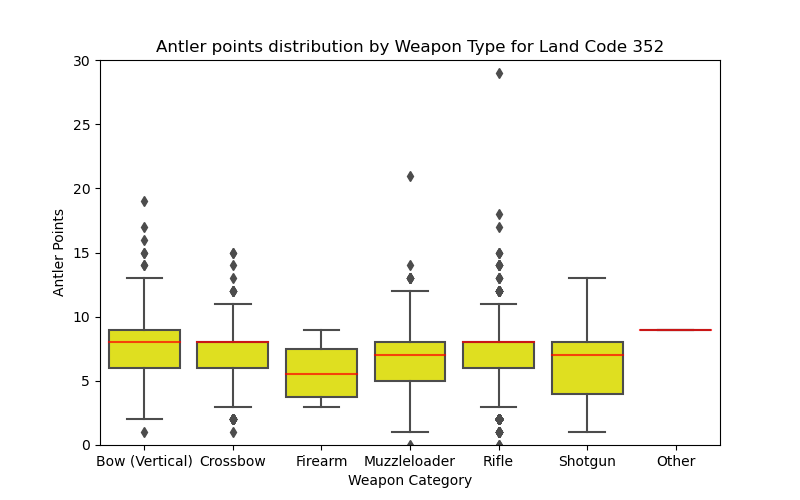 Antler points distribution by Weapon Type for Land Code 352
30
25
20
15
10
5
0
Antler Points
Bow (Vertical) Crossbow Firearm Muzzleloader Rifle Shotgun Other
Weapon Category